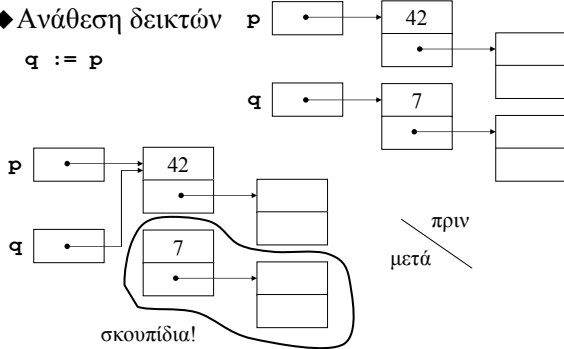 ◆Ανάθεση δεικτών
q := p
p 42
q 7
p 42
q 7
πριν
μετά
σκουπίδια!